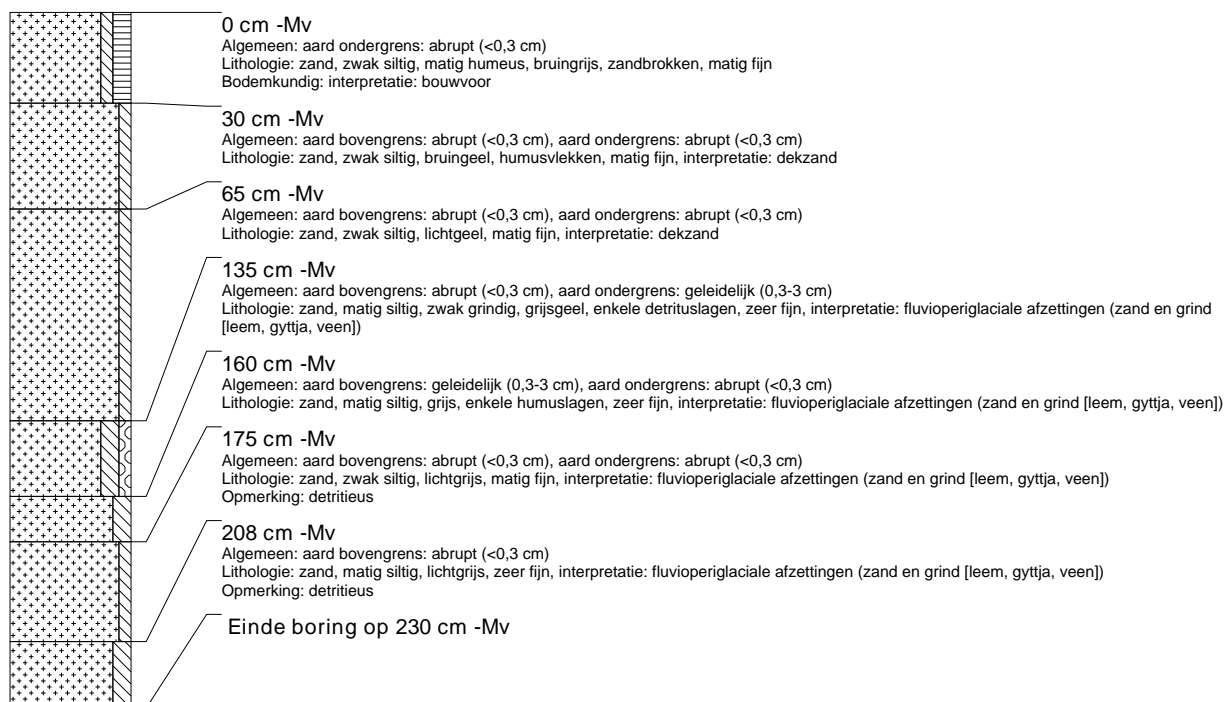 0 cm -Mv
Algemeen: aard ondergrens: abrupt (<0,3 cm)
Lithologie: zand, zwak siltig, matig humeus, bruingrijs, zandbrokken, matig fijn
Bodemkundig: interpretatie: bouwvoor
30 cm -Mv
Algemeen: aard bovengrens: abrupt (<0,3 cm), aard ondergrens: abrupt (<0,3 cm)
Lithologie: zand, zwak siltig, bruingeel, humusvlekken, matig fijn, interpretatie: dekzand
65 cm -Mv
Algemeen: aard bovengrens: abrupt (<0,3 cm), aard ondergrens: abrupt (<0,3 cm)
Lithologie: zand, zwak siltig, lichtgeel, matig fijn, interpretatie: dekzand
135 cm -Mv
Algemeen: aard bovengrens: abrupt (<0,3 cm), aard ondergrens: geleidelijk (0,3-3 cm)
Lithologie: zand, matig siltig, zwak grindig, grijsgeel, enkele detrituslagen, zeer fijn, interpretatie: fluvioperiglaciale afzettingen (zand en grind
[leem, gyttja, veen])
160 cm -Mv
Algemeen: aard bovengrens: geleidelijk (0,3-3 cm), aard ondergrens: abrupt (<0,3 cm)
Lithologie: zand, matig siltig, grijs, enkele humuslagen, zeer fijn, interpretatie: fluvioperiglaciale afzettingen (zand en grind [leem, gyttja, veen])
175 cm -Mv
Algemeen: aard bovengrens: abrupt (<0,3 cm), aard ondergrens: abrupt (<0,3 cm)
Lithologie: zand, zwak siltig, lichtgrijs, matig fijn, interpretatie: fluvioperiglaciale afzettingen (zand en grind [leem, gyttja, veen])
Opmerking: detritieus
208 cm -Mv
Algemeen: aard bovengrens: abrupt (<0,3 cm)
Lithologie: zand, matig siltig, lichtgrijs, zeer fijn, interpretatie: fluvioperiglaciale afzettingen (zand en grind [leem, gyttja, veen])
Opmerking: detritieus
Einde boring op 230 cm -Mv